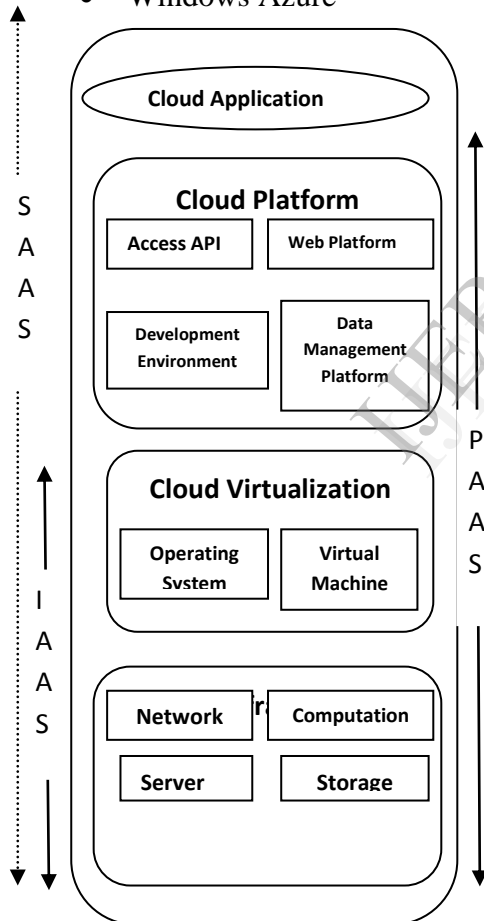 Windows Azure
Cloud Application
Cloud Platform
Access API
Web Platform
Development
Environment
Data
Management
Platform
Cloud Virtualization
Operating
System
Virtual
Machine
Network
Computation
Server
Storage
S
A
A
S
I
A
A
S
P
A
A
S